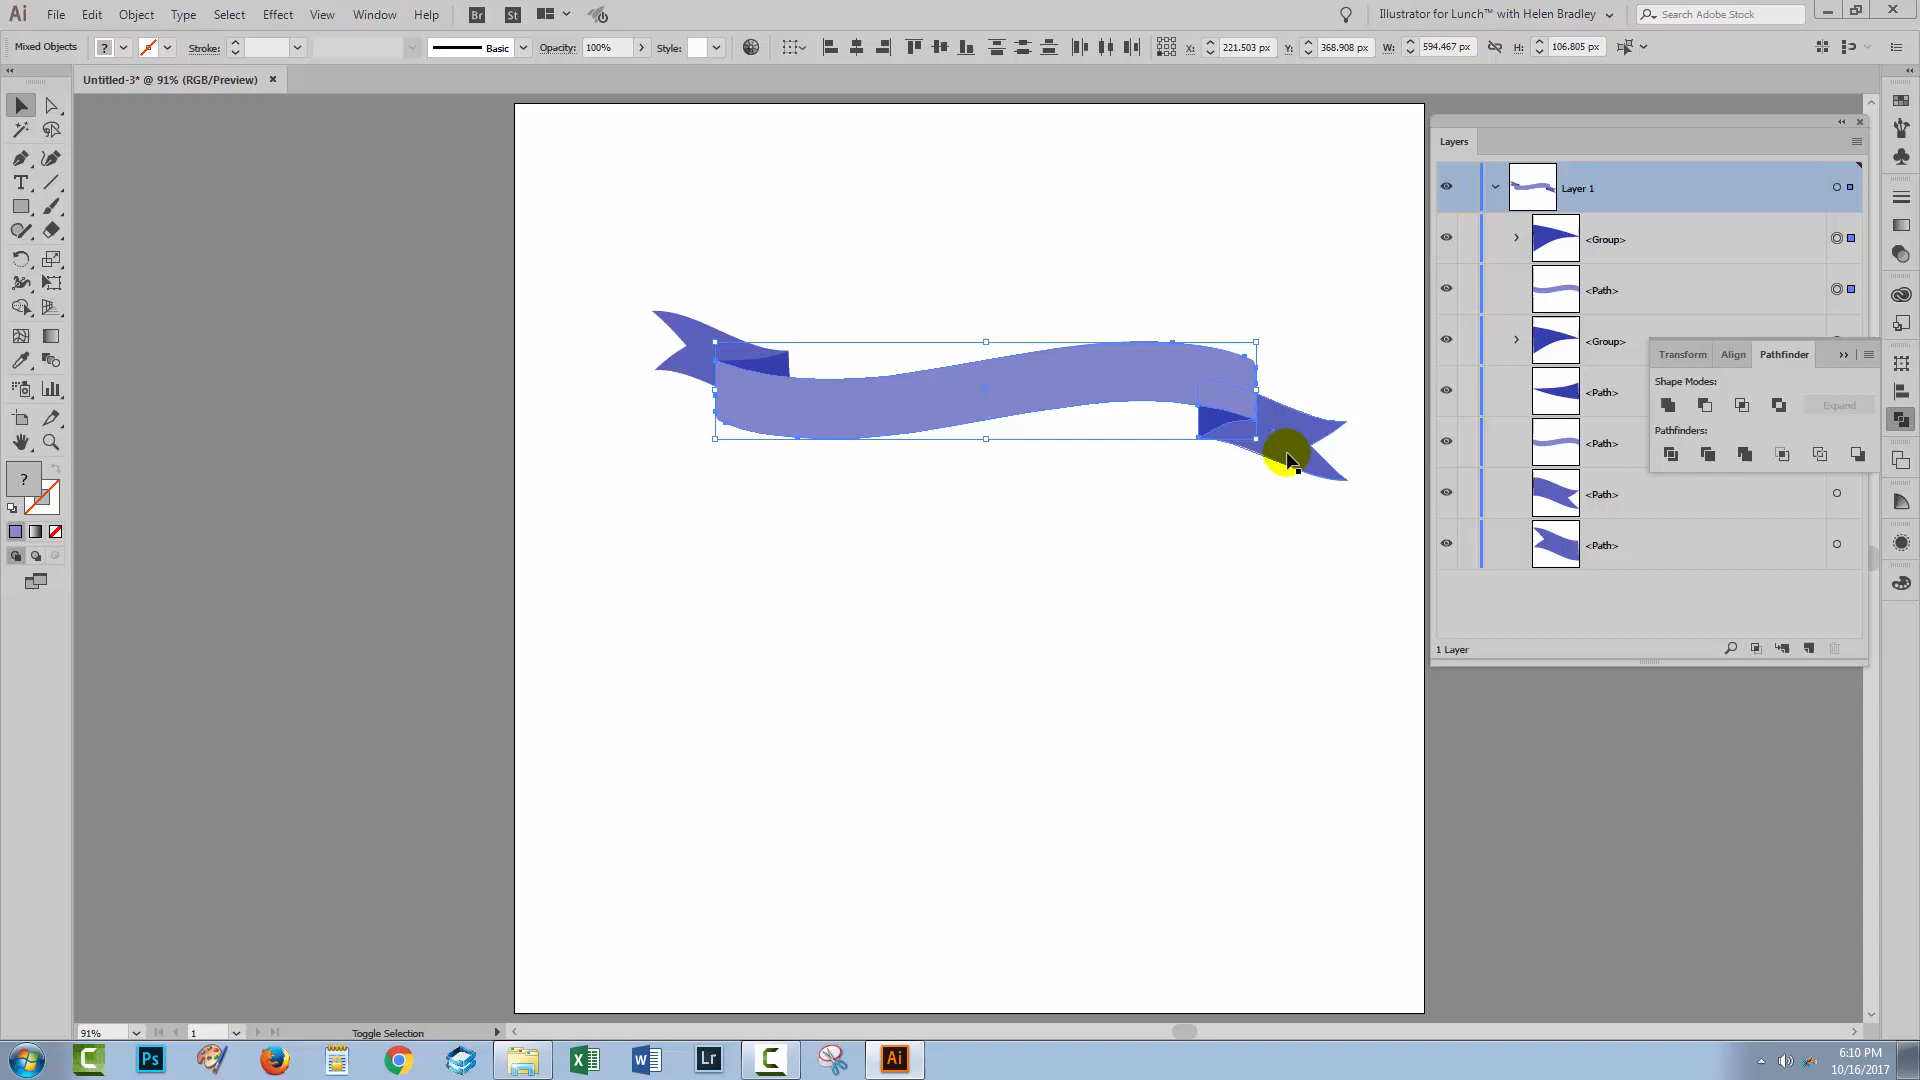 Ai File Edit Object Type Select Effect View Window Help Br St Illustrator for Lunch™ with Helen Bradley Search Adobe Stock
Mixed Objects ? Stroke: Basic Opacity: 100% Style: X: 221.503 px Y: 368.908 px W: 594.467 px H: 106.805 px
Untitled-3* @ 91% (RGB/Preview) ×
Layers
Layer 1
<Group>
<Path>
<Group>
Transform Align Pathfinder
Shape Modes:
Expand
<Path>
Pathfinders:
<Path>
?
<Path>
<Path>
1 Layer
91% 1 Toggle Selection
Ps Lr Ai
6:10 PM
10/16/2017